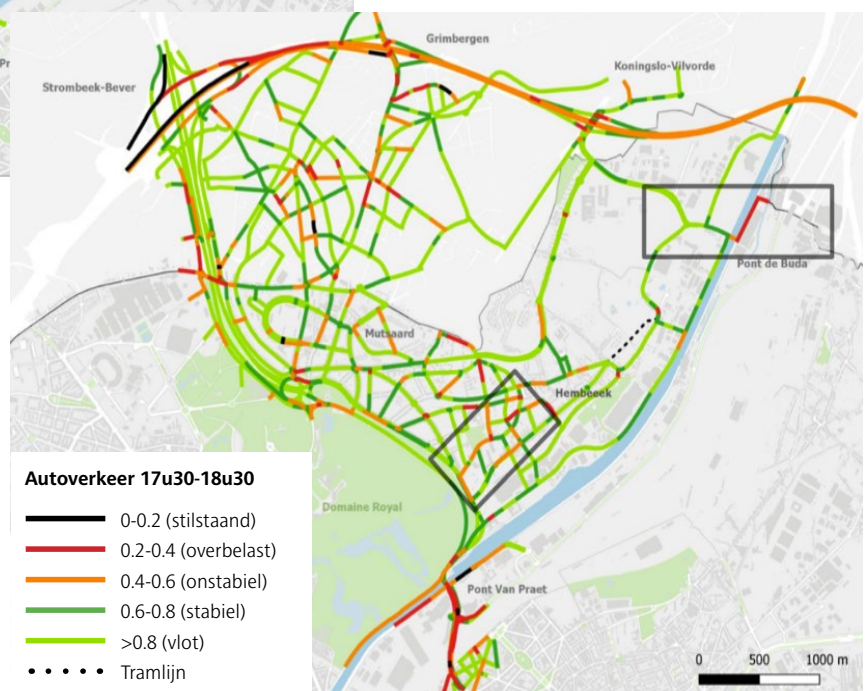 Grimbergen
Koningslo-Vilvorde
Strombeek-Bever
Pr
Pont de Buda
Mutsaard
Hembeeek
Domaine Royal
Pont Van Praet
Autoverkeer 17u30-18u30
0-0.2 (stilstaand)
0.2-0.4 (overbelast)
0.4-0.6 (onstabiel)
0.6-0.8 (stabiel)
>0.8 (vlot)
Tramlijn
0 500 1000 m